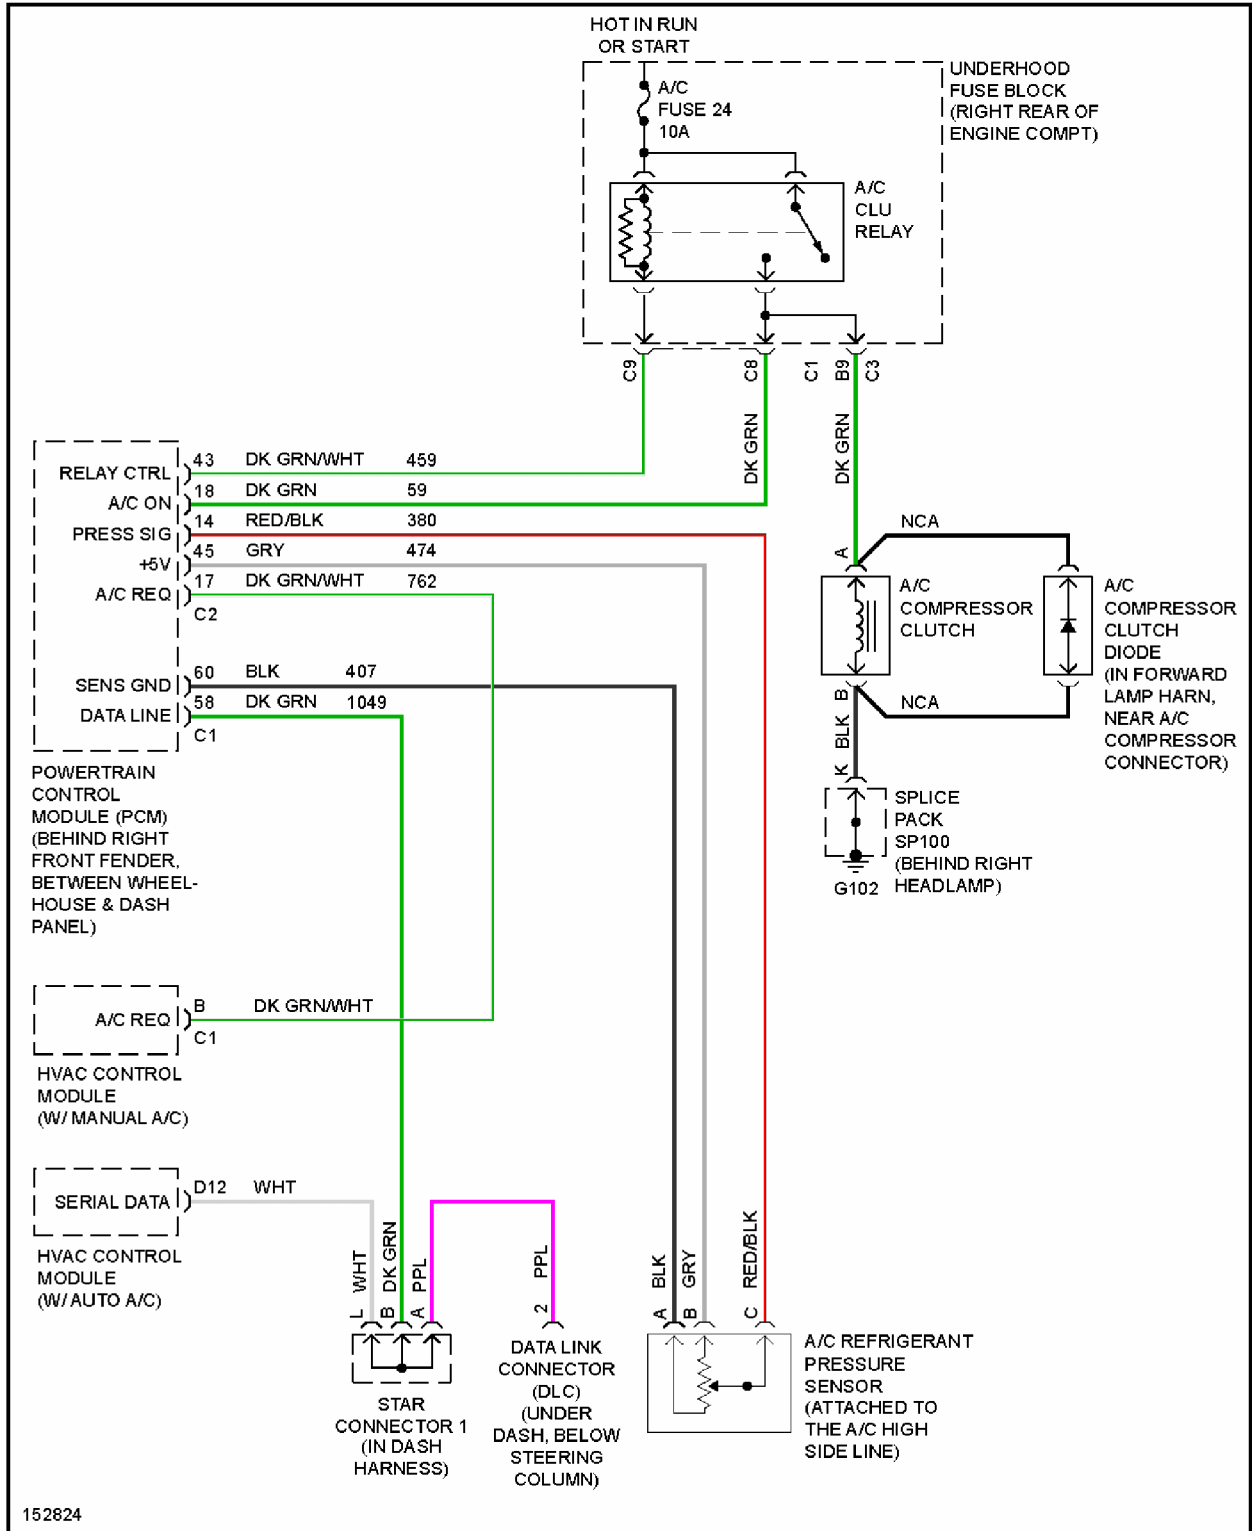 HOT IN RUN
OR START
UNDERHOOD
FUSE BLOCK
(RIGHT REAR OF
ENGINE COMPT)
A/C
FUSE 24
10A
A/C
CLU
RELAY
C9
C8
C1
B9
C3
DK GRN
DK GRN
RELAY CTRL
43 DK GRN/WHT 459
A/C ON
18 DK GRN 59
PRESS SIG
14 RED/BLK 380
+5V
45 GRY 474
A/C REQ
17 DK GRN/WHT 762
C2
SENS GND
60 BLK 407
DATA LINE
58 DK GRN 1049
C1
POWERTRAIN
CONTROL
MODULE (PCM)
(BEHIND RIGHT
FRONT FENDER,
BETWEEN WHEEL-
HOUSE & DASH
PANEL)
NCA
A
A/C
COMPRESSOR
CLUTCH
A/C
COMPRESSOR
CLUTCH
DIODE
(IN FORWARD
LAMP HARN,
NEAR A/C
COMPRESSOR
CONNECTOR)
B
NCA
BLK
K
SPLICE
PACK
SP100
(BEHIND RIGHT
HEADLAMP)
G102
A/C REQ
B DK GRN/WHT
C1
HVAC CONTROL
MODULE
(W/ MANUAL A/C)
SERIAL DATA
D12 WHT
HVAC CONTROL
MODULE
(W/ AUTO A/C)
L WHT
B DK GRN
A PPL
2 PPL
A BLK
B GRY
C RED/BLK
STAR
CONNECTOR 1
(IN DASH
HARNESS)
DATA LINK
CONNECTOR
(DLC)
(UNDER
DASH, BELOW
STEERING
COLUMN)
A/C REFRIGERANT
PRESSURE
SENSOR
(ATTACHED TO
THE A/C HIGH
SIDE LINE)
152824